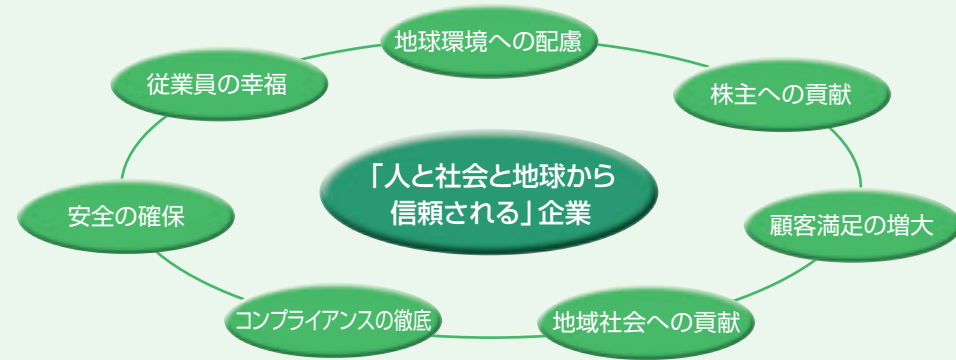 地球環境への配慮
従業員の幸福
株主への貢献
「人と社会と地球から
信頼される」企業
安全の確保
顧客満足の増大
コンプライアンスの徹底
地域社会への貢献